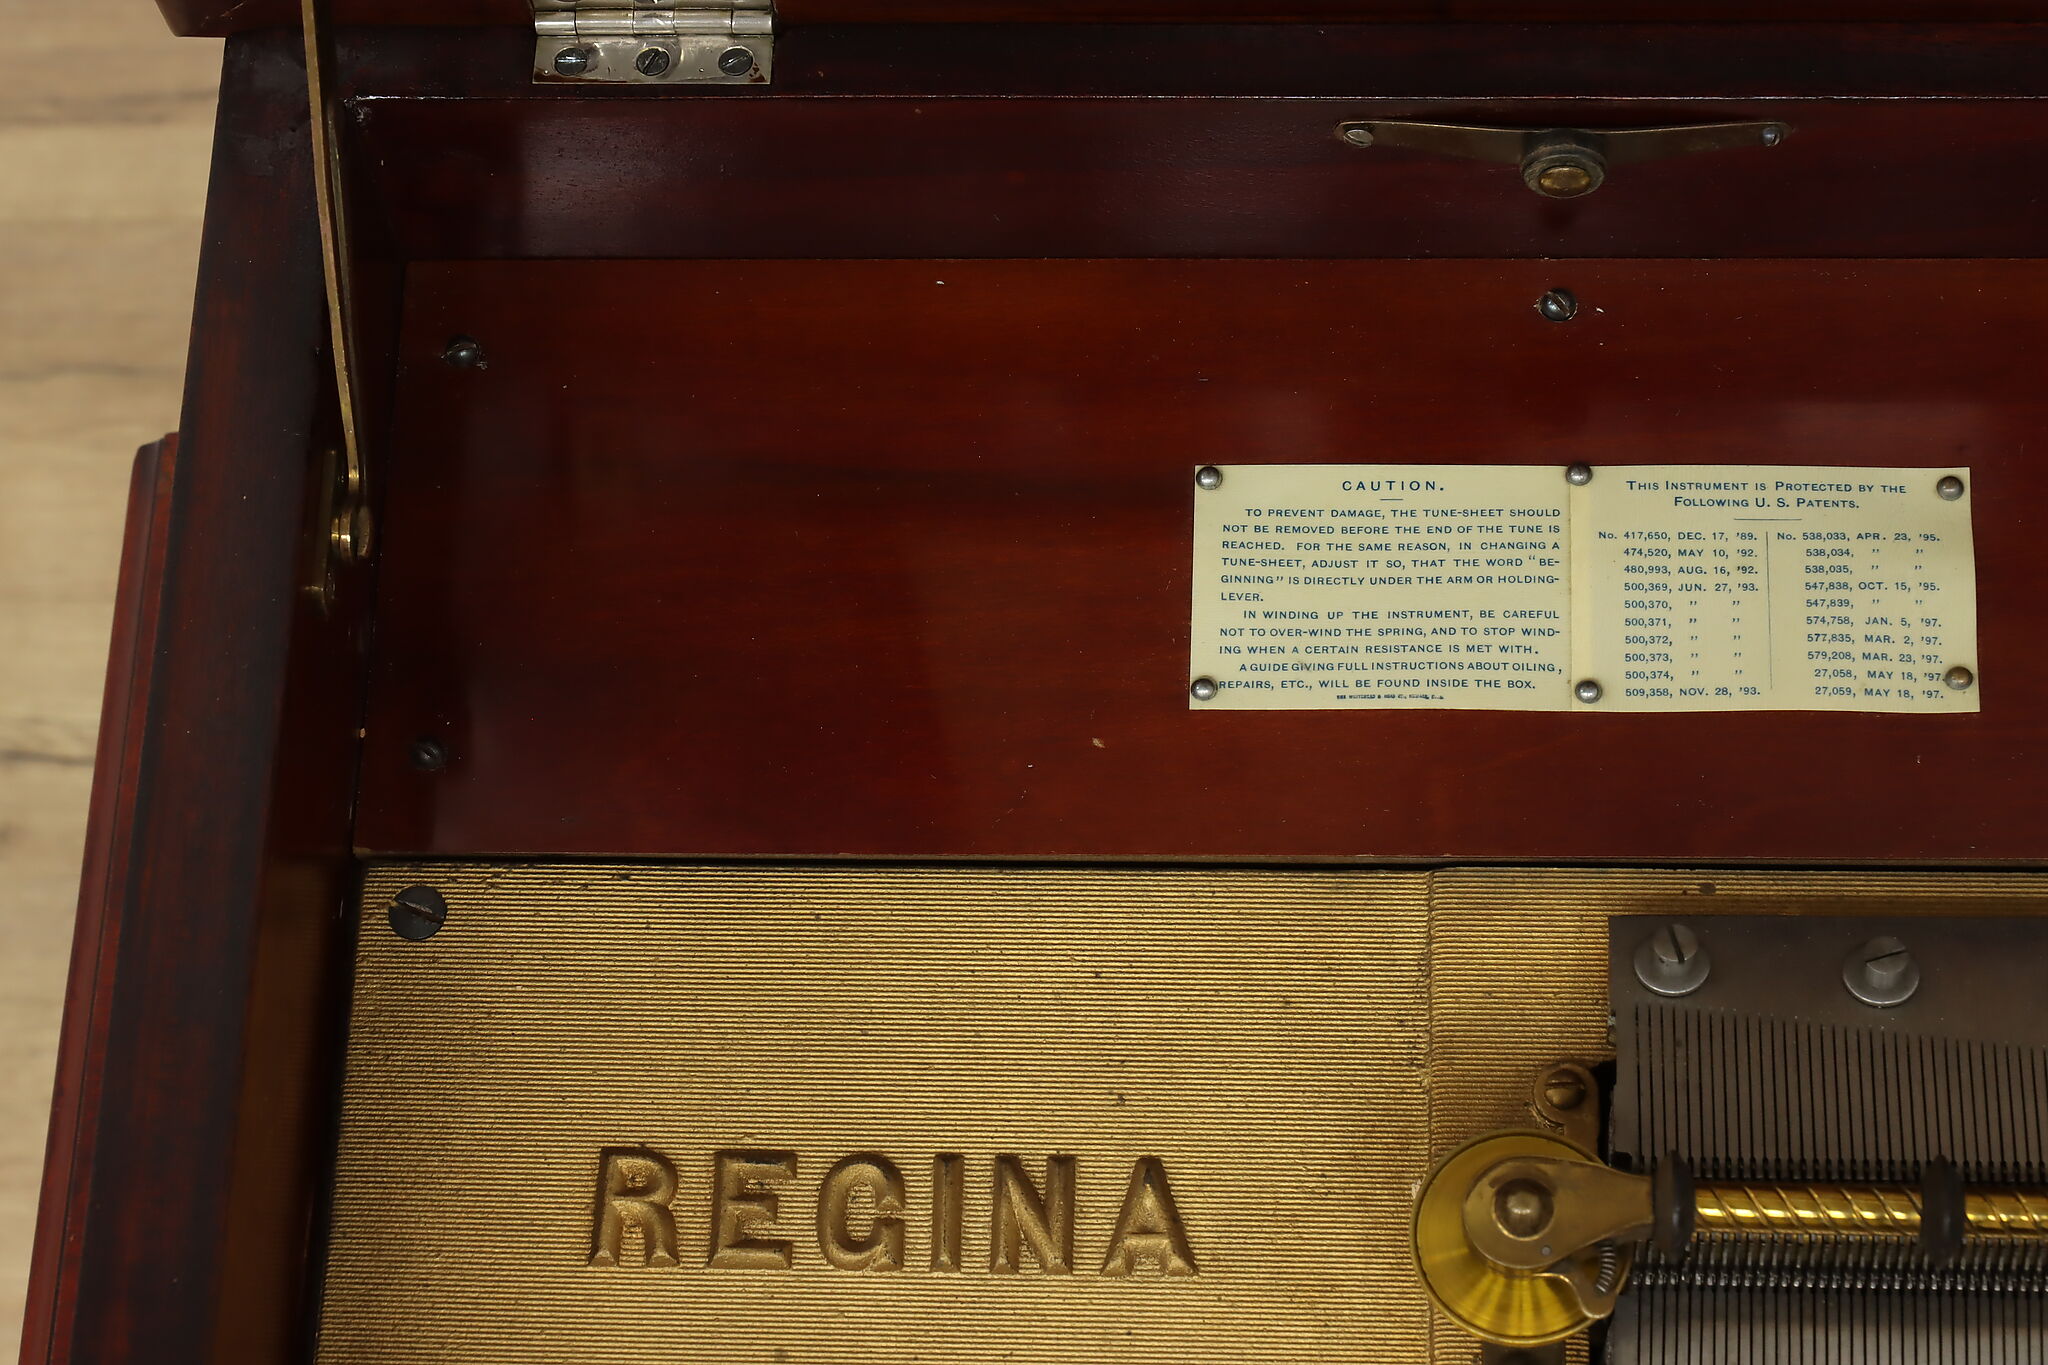 CAUTION.
TO PREVENT DAMAGE, THE TUNE-SHEET SHOULD
NOT BE REMOVED BEFORE THE END OF THE TUNE IS
REACHED. FOR THE SAME REASON, IN CHANGING A
TUNE-SHEET, ADJUST IT SO, THAT THE WORD "BE-
GINNING" IS DIRECTLY UNDER THE ARM OR HOLDING-
LEVER.
IN WINDING UP THE INSTRUMENT, BE CAREFUL
NOT TO OVER-WIND THE SPRING, AND TO STOP WIND-
ING WHEN A CERTAIN RESISTANCE IS MET WITH.
A GUIDE GIVING FULL INSTRUCTIONS ABOUT OILING,
REPAIRS, ETC., WILL BE FOUND INSIDE THE BOX.
THIS INSTRUMENT IS PROTECTED BY THE
FOLLOWING U. S. PATENTS.
No. 417,650, DEC. 17, '89.
474,520, MAY 10, '92.
480,993, AUG. 16, '92.
500,369, JUN. 27, '93.
500,370, " "
500,371, " "
500,372, " "
500,373, " "
500,374, " "
509,358, NOV. 28, '93.
No. 538,033, APR. 23, '95.
538,034, " "
538,035, " "
547,838, OCT. 15, '95.
547,839, " "
574,758, JAN. 5, '97.
577,835, MAR. 2, '97.
579,208, MAR. 23, '97.
27,058, MAY 18, '97.
27,059, MAY 18, '97.
REGINA